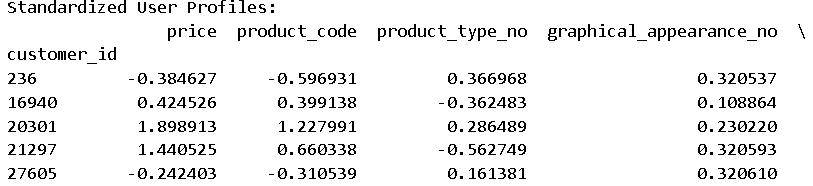 Standardized User Profiles:
price product_code product_type_no graphical_appearance_no \
customer_id
236 -0.384627 -0.596931 0.366968 0.320537
16940 0.424526 0.399138 -0.362483 0.108864
20301 1.898913 1.227991 0.286489 0.230220
21297 1.440525 0.660338 -0.562749 0.320593
27605 -0.242403 -0.310539 0.161381 0.320610